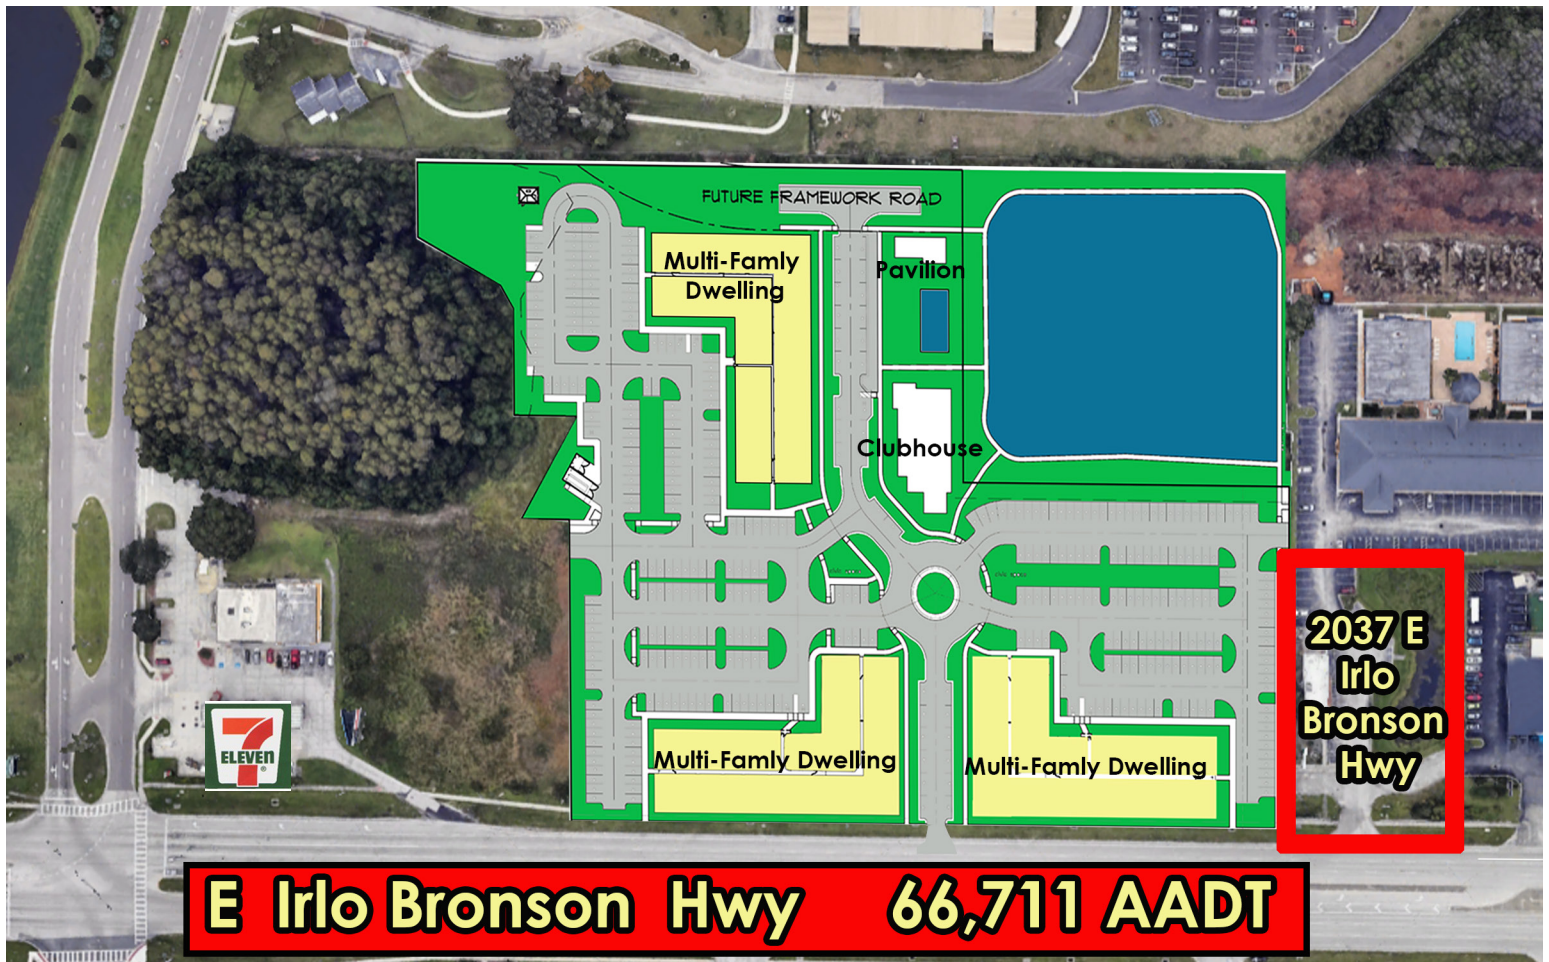 FUTURE FRAMEWORK ROAD
Multi-Famly
Dwelling
Pavilion
Clubhouse
2037 E
Irlo
Bronson
Hwy
7
ELEVEN
®
Multi-Famly Dwelling
Multi-Famly Dwelling
E Irlo Bronson Hwy 66,711 AADT